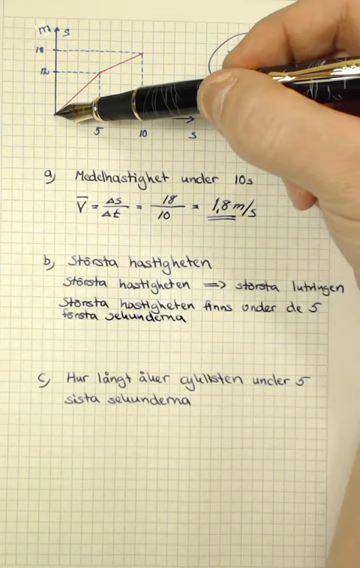 m s
18
12
5 10 s
a) Medelhastighet under 10s
V̄ = Δs/Δt = 18/10 = 1,8 m/s
b) Största hastigheten
Största hastigheten => största lutningen
Största hastigheten finns under de 5
första sekunderna
c) Hur långt åker cyklisten under 5
sista sekunderna